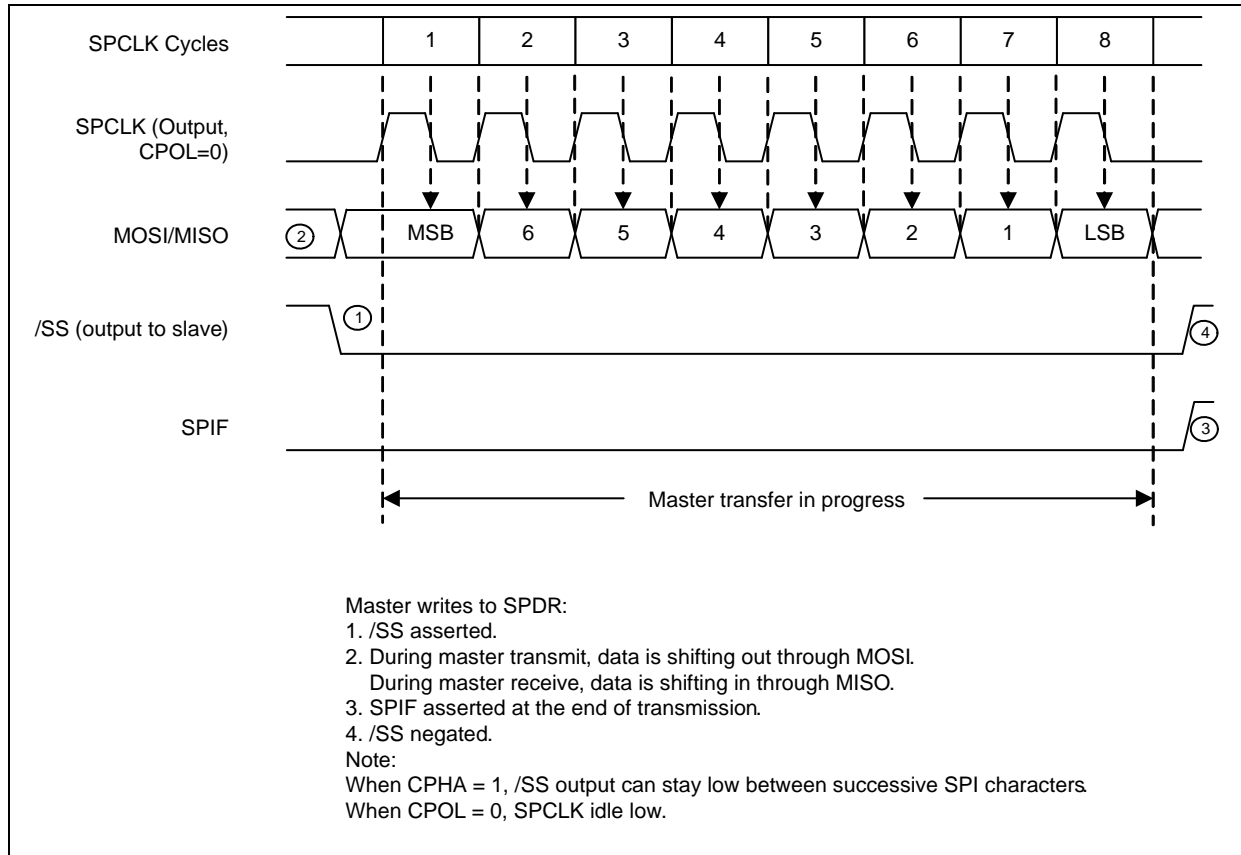 SPCLK Cycles
1 2 3 4 5 6 7 8
SPCLK (Output,
CPOL=0)
MOSI/MISO
2 MSB 6 5 4 3 2 1 LSB
/SS (output to slave)
1
4
SPIF
3
Master transfer in progress
Master writes to SPDR:
1. /SS asserted.
2. During master transmit, data is shifting out through MOSI.
During master receive, data is shifting in through MISO.
3. SPIF asserted at the end of transmission.
4. /SS negated.
Note:
When CPHA = 1, /SS output can stay low between successive SPI characters.
When CPOL = 0, SPCLK idle low.